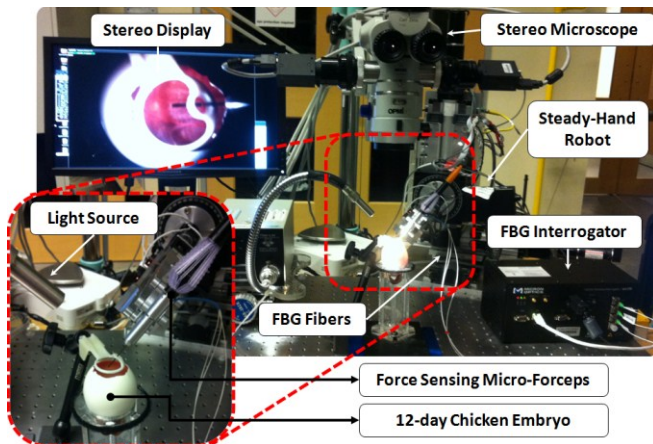 Stereo Display
Stereo Microscope
Steady-Hand
Robot
Light Source
FBG Interrogator
FBG Fibers
Force Sensing Micro-Forceps
12-day Chicken Embryo